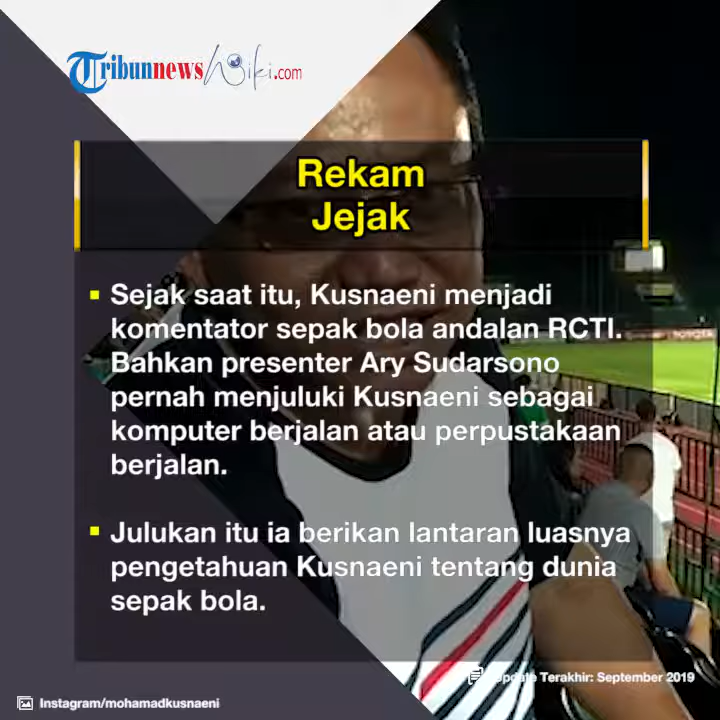 TribunnewsWiki.com
Rekam
Jejak
Sejak saat itu, Kusnaeni menjadi
komentator sepak bola andalan RCTI.
Bahkan presenter Ary Sudarsono
pernah menjuluki Kusnaeni sebagai
komputer berjalan atau perpustakaan
berjalan.
Julukan itu ia berikan lantaran luasnya
pengetahuan Kusnaeni tentang dunia
sepak bola.
TOYOTA
Update Terakhir: September 2019
Instagram/mohamadkusnaeni